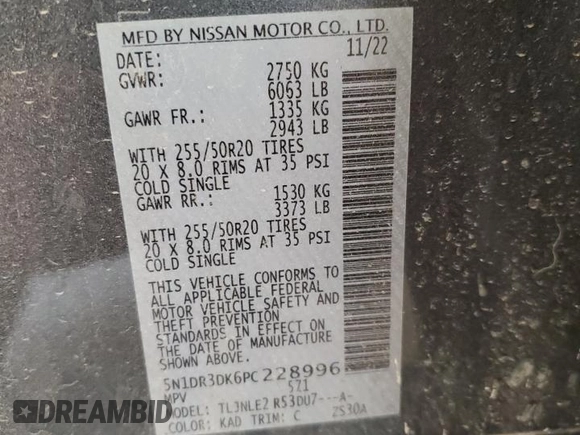 MFD BY NISSAN MOTOR CO., LTD.
DATE: 11/22
GVWR: 2750 KG
6063 LB
GAWR FR.: 1335 KG
2943 LB
WITH 255/50R20 TIRES
20 X 8.0 RIMS AT 35 PSI
COLD SINGLE
GAWR RR.: 1530 KG
3373 LB
WITH 255/50R20 TIRES
20 X 8.0 RIMS AT 35 PSI
COLD SINGLE
THIS VEHICLE CONFORMS TO
ALL APPLICABLE FEDERAL
MOTOR VEHICLE SAFETY AND
THEFT PREVENTION
STANDARDS IN EFFECT ON
THE DATE OF MANUFACTURE
SHOWN ABOVE.
5N1DR3DK6PC228996
MPV 5Z1
MODEL: TL3NLE2 R53DU7---A-
COLOR: KAD TRIM: C 2S30A
AUTOBIDCAR